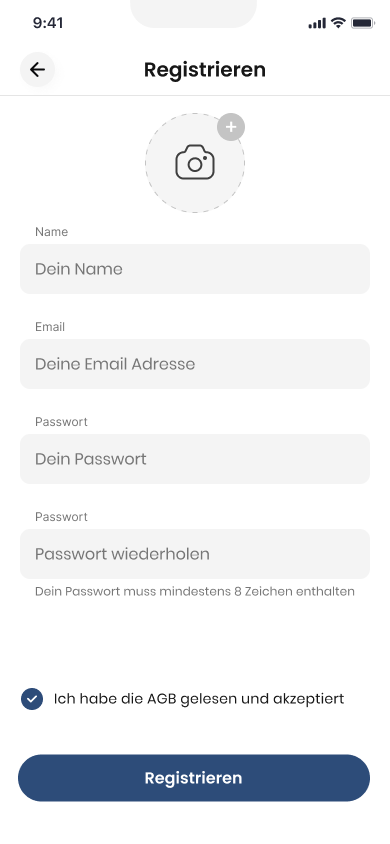 9:41
Registrieren
Name
Dein Name
Email
Deine Email Adresse
Passwort
Dein Passwort
Passwort
Passwort wiederholen
Dein Passwort muss mindestens 8 Zeichen enthalten
Ich habe die AGB gelesen und akzeptiert
Registrieren